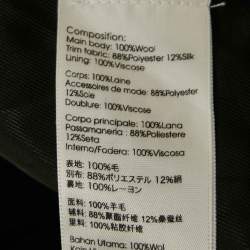 Composition:
Main body: 100%Wool
Trim fabric: 88%Polyester 12%Silk
Lining: 100%Viscose
Corps:100%Laine
Accessoires de mode: 88%Polyester
12%Soie
Doublure: 100%Viscose
Corpo principale:100%Lana
Passamaneria: 88%Poliestere
12%Seta
Interno/Fodera: 100%Viscose
表地: 100%毛
別布: 88%ポリエステル 12%絹
裏地: 100%レーヨン
面料: 100%羊毛
辅料: 88%聚酯纤维 12%桑蚕丝
里料: 100%粘胶纤维
Bahan Utama: 100%Wol